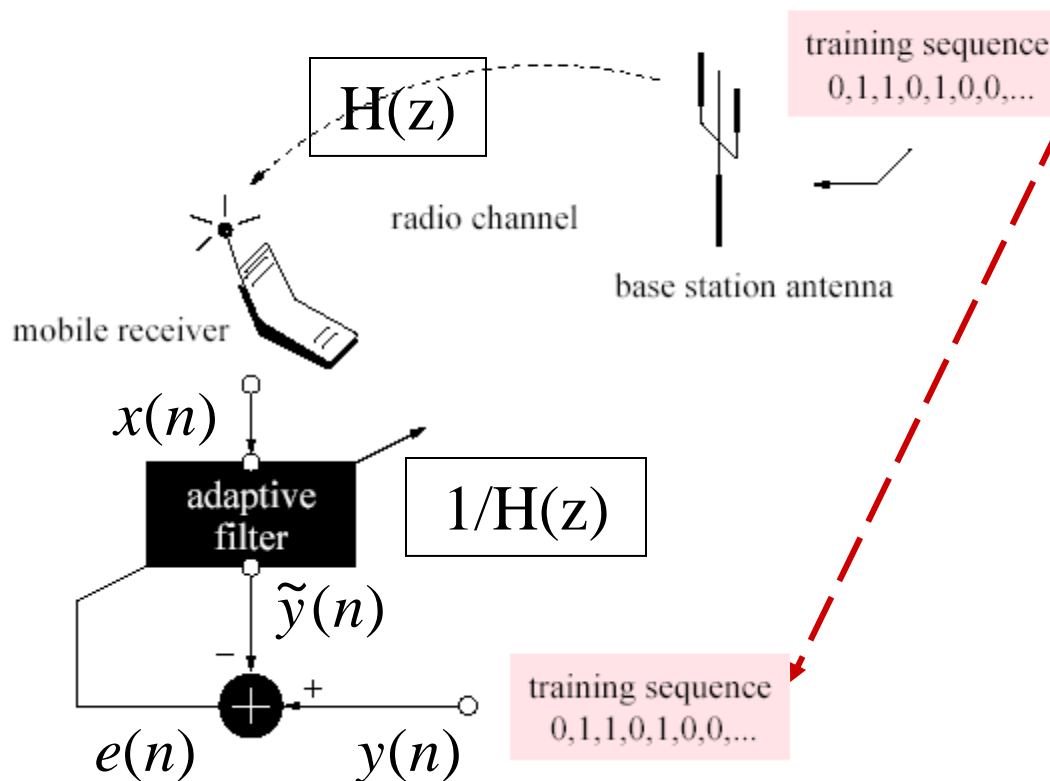 training sequence
0,1,1,0,1,0,0,...
H(z)
radio channel
base station antenna
mobile receiver
x(n)
adaptive
filter
1/H(z)
ỹ(n)
−
+
training sequence
0,1,1,0,1,0,0,...
e(n)
y(n)